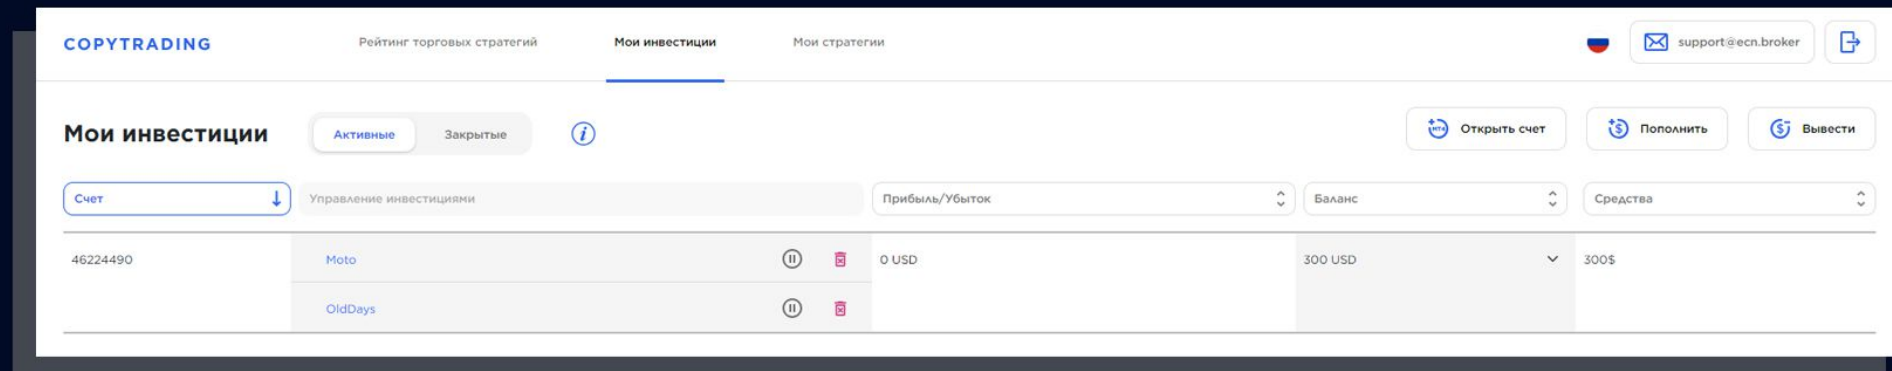 COPYTRADING Рейтинг торговых стратегий Мои инвестиции Мои стратегии support@ecn.broker
Мои инвестиции Активные Закрытые i MT4 Открыть счет $ Пополнить $ Вывести
Счет Управление инвестициями Прибыль/Убыток Баланс Средства
46224490 Moto 0 USD 300 USD 300$
OldDays